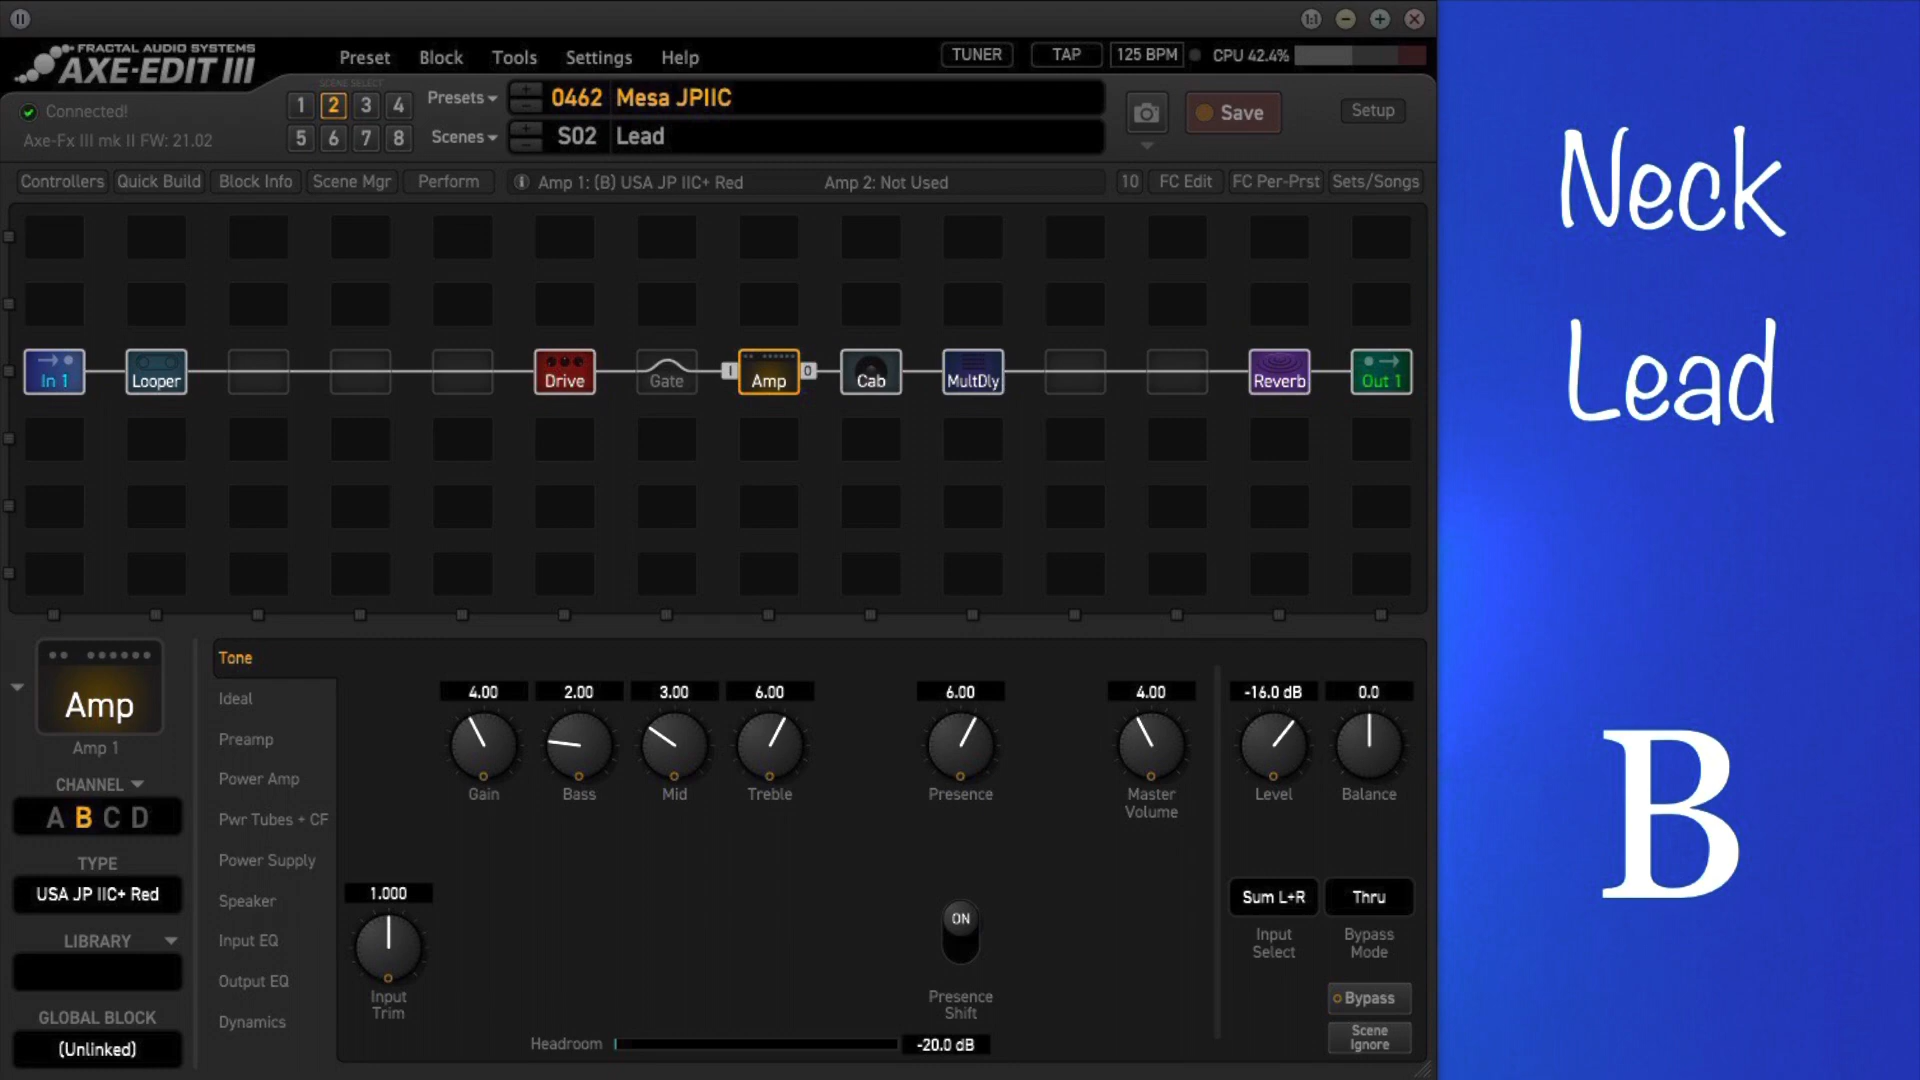 FRACTAL AUDIO SYSTEMS
AXE-EDIT III
Preset Block Tools Settings Help
TUNER TAP 125 BPM CPU 42.4%
1:1
SCENE SELECT
1 2 3 4
5 6 7 8
Connected!
Axe-Fx III mk II FW: 21.02
Presets 0462 Mesa JPIIC
Scenes S02 Lead
Save Setup
Controllers Quick Build Block Info Scene Mgr Perform Amp 1: (B) USA JP IIC+ Red Amp 2: Not Used 10 FC Edit FC Per-Prst Sets/Songs
In 1 Looper Drive Gate I Amp O Cab MultDly Reverb Out 1
Amp
Amp 1
CHANNEL
A B C D
TYPE
USA JP IIC+ Red
LIBRARY
GLOBAL BLOCK
(Unlinked)
Tone
Ideal
Preamp
Power Amp
Pwr Tubes + CF
Power Supply
Speaker
Input EQ
Output EQ
Dynamics
4.00 2.00 3.00 6.00 6.00 4.00 -16.0 dB 0.0
Gain Bass Mid Treble Presence Master Volume Level Balance
1.000
Input
Trim
ON
Presence
Shift
Sum L+R Thru
Input Select
Bypass Mode
Bypass
Scene
Ignore
Headroom -20.0 dB
Neck
Lead
B